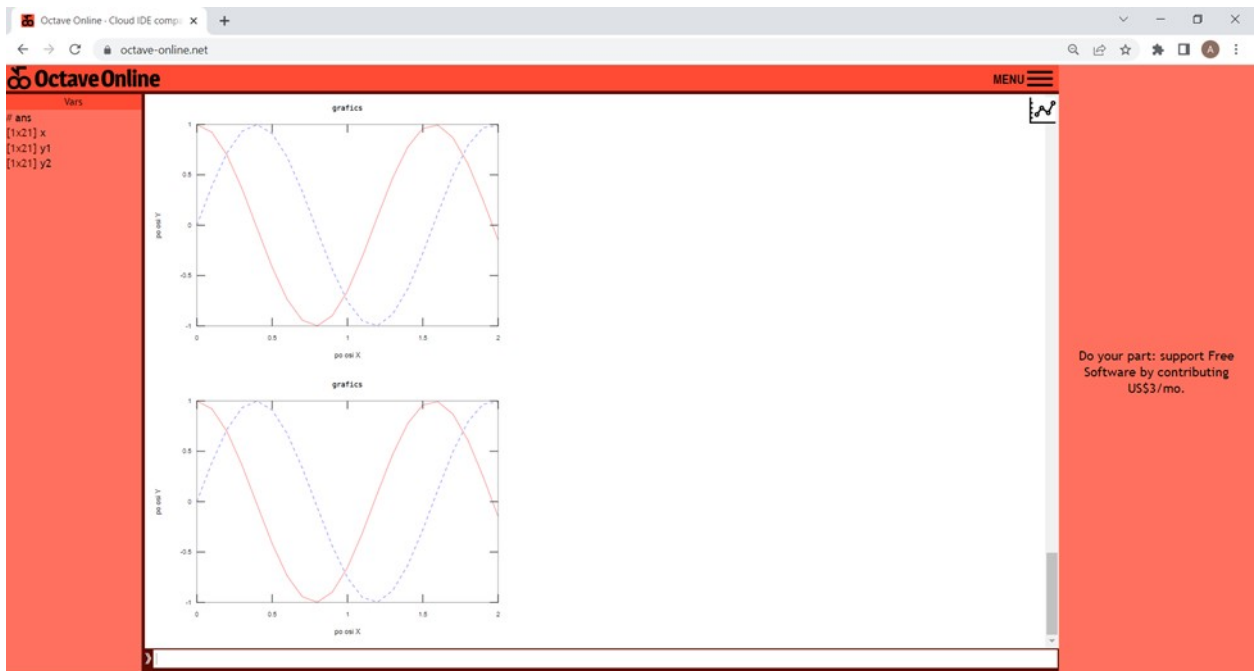 Octave Online - Cloud IDE comp
octave-online.net
A
Octave Online
MENU
Vars
# ans
[1x21] x
[1x21] y1
[1x21] y2
grafics
1
0.5
0
-0.5
-1
po osi Y
0 0.5 1 1.5 2
po osi X
grafics
1
0.5
0
-0.5
-1
po osi Y
0 0.5 1 1.5 2
po osi X
Do your part: support Free
Software by contributing
US$3/mo.